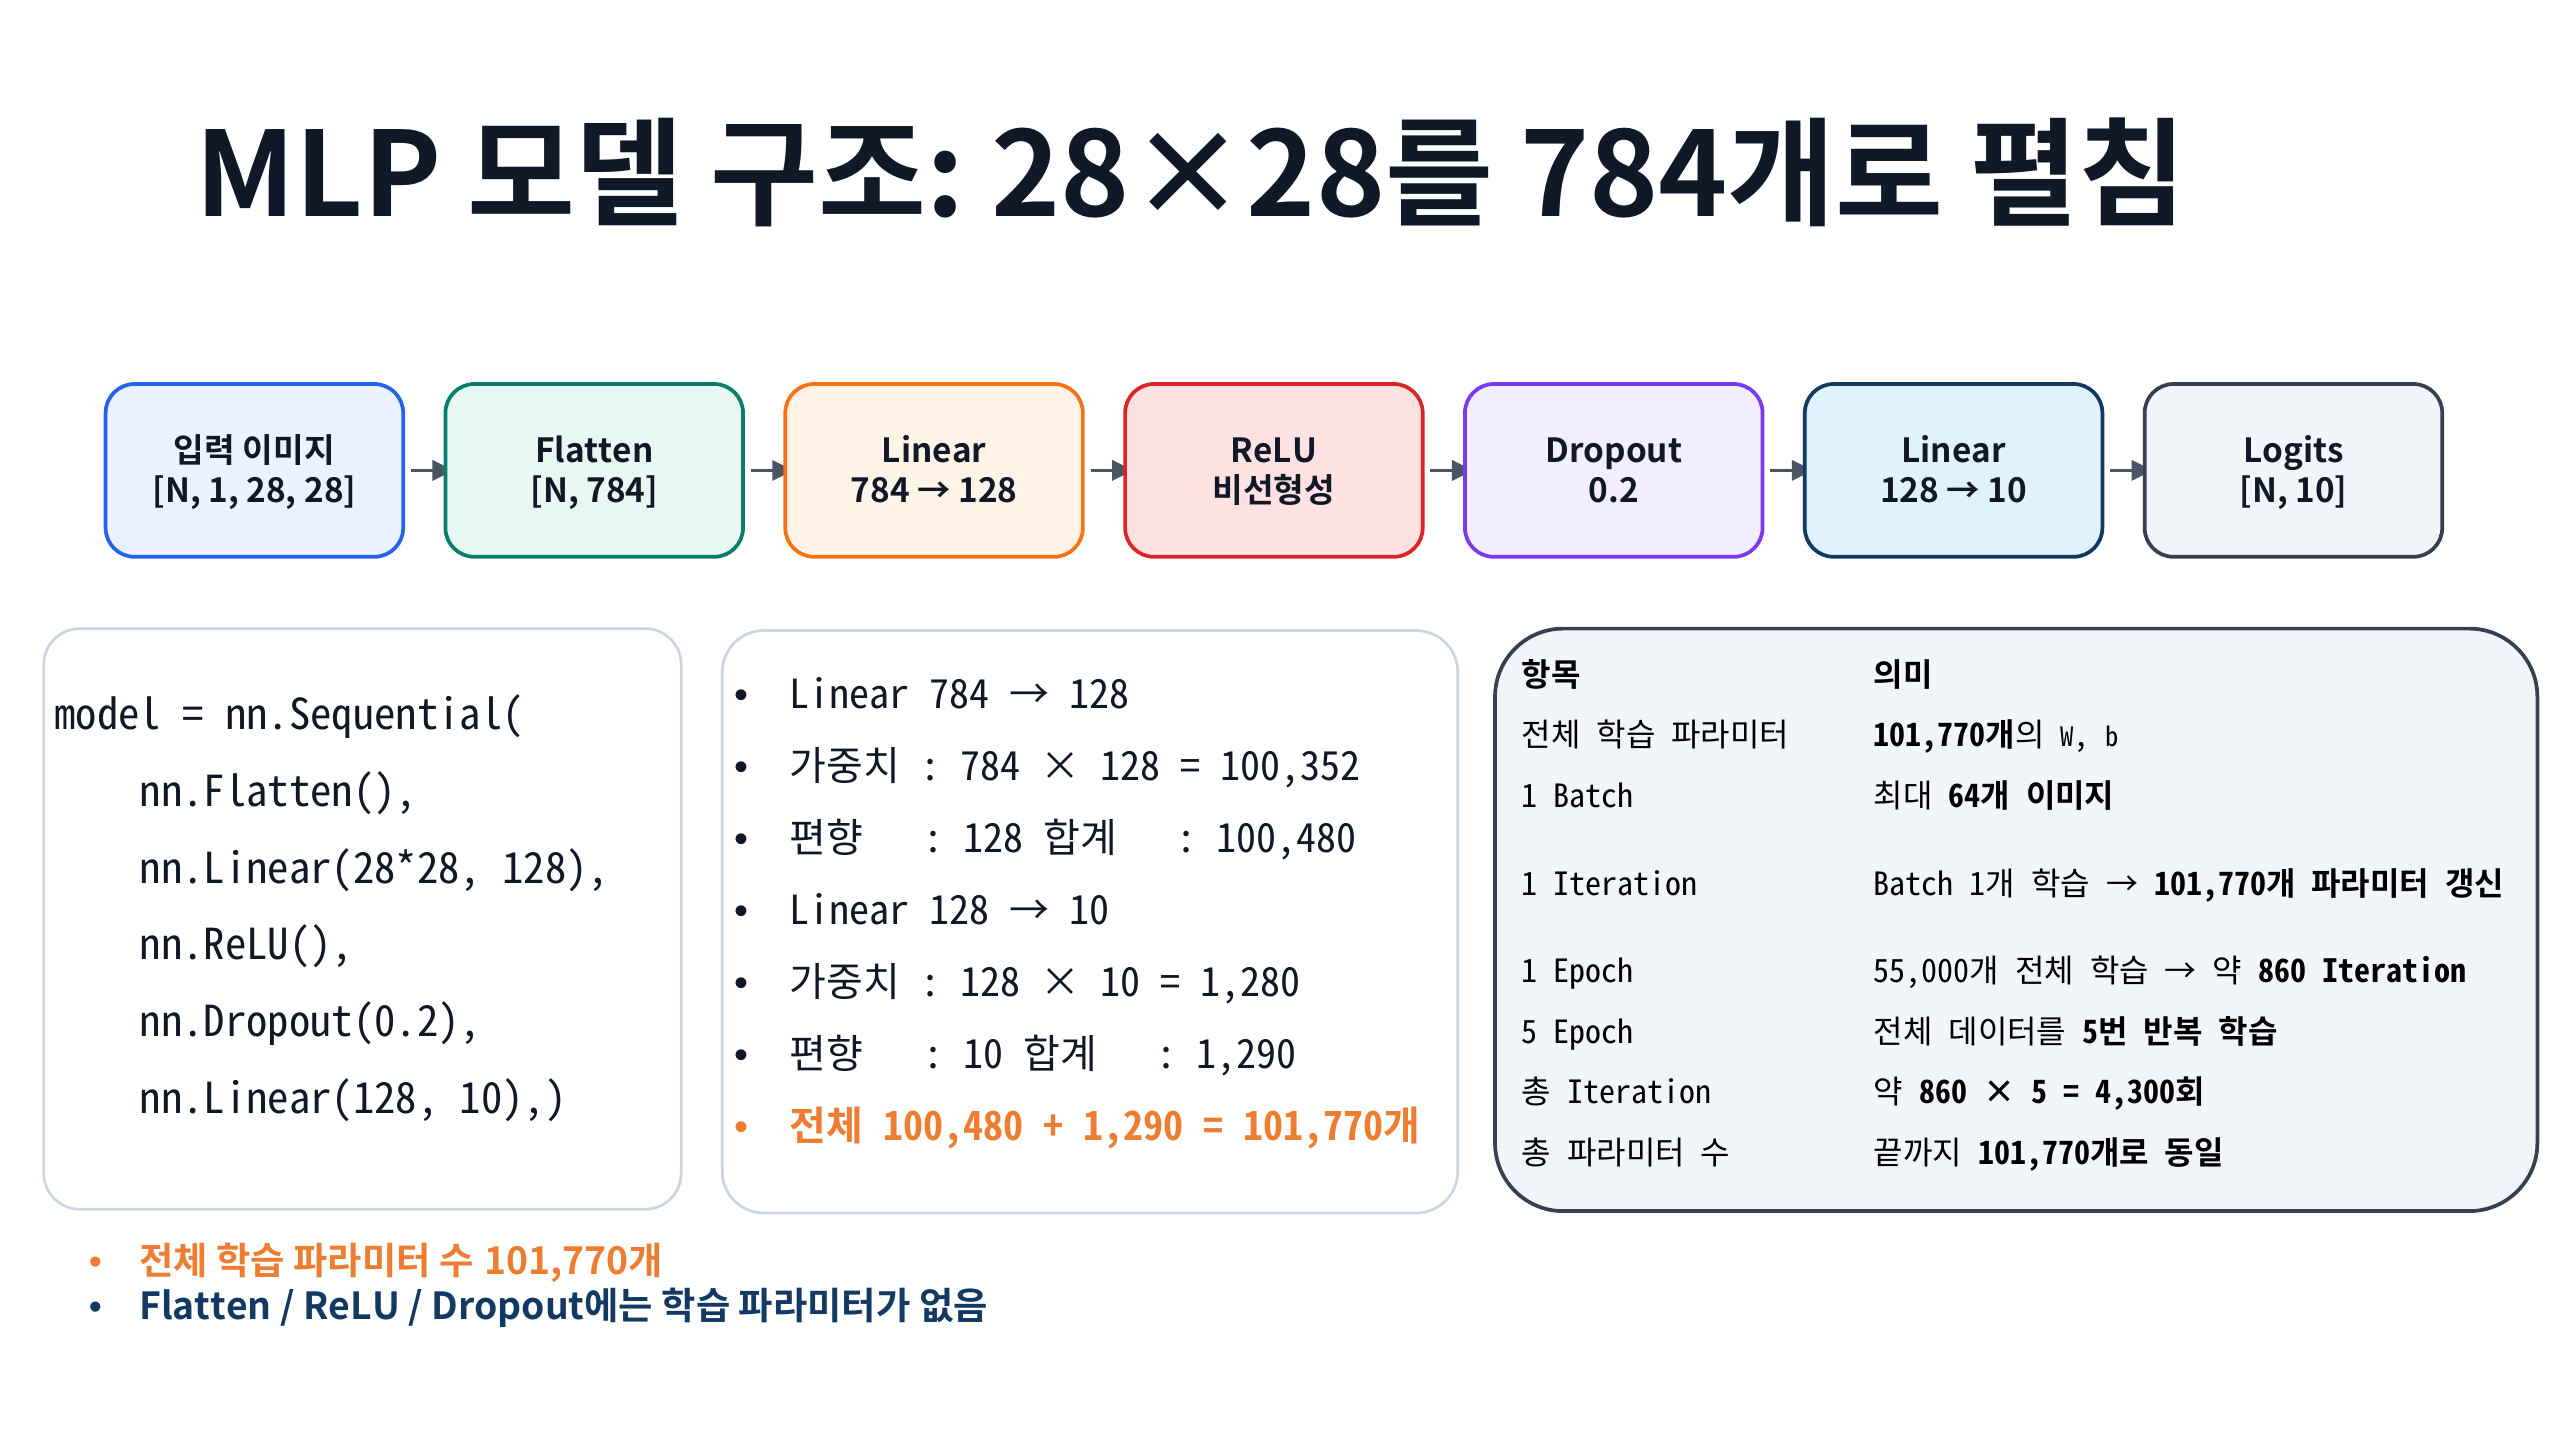 MLP 모델 구조: 28×28를 784개로 펼침
입력 이미지
[N, 1, 28, 28]
Flatten
[N, 784]
Linear
784 → 128
ReLU
비선형성
Dropout
0.2
Linear
128 → 10
Logits
[N, 10]
model = nn.Sequential(
    nn.Flatten(),
    nn.Linear(28*28, 128),
    nn.ReLU(),
    nn.Dropout(0.2),
    nn.Linear(128, 10),)
• Linear 784 → 128
• 가중치 : 784 × 128 = 100,352
• 편향   : 128 합계   : 100,480
• Linear 128 → 10
• 가중치 : 128 × 10 = 1,280
• 편향   : 10 합계   : 1,290
• 전체 100,480 + 1,290 = 101,770개
항목 의미
전체 학습 파라미터 101,770개의 W, b
1 Batch 최대 64개 이미지
1 Iteration Batch 1개 학습 → 101,770개 파라미터 갱신
1 Epoch 55,000개 전체 학습 → 약 860 Iteration
5 Epoch 전체 데이터를 5번 반복 학습
총 Iteration 약 860 × 5 = 4,300회
총 파라미터 수 끝까지 101,770개로 동일
• 전체 학습 파라미터 수 101,770개
• Flatten / ReLU / Dropout에는 학습 파라미터가 없음